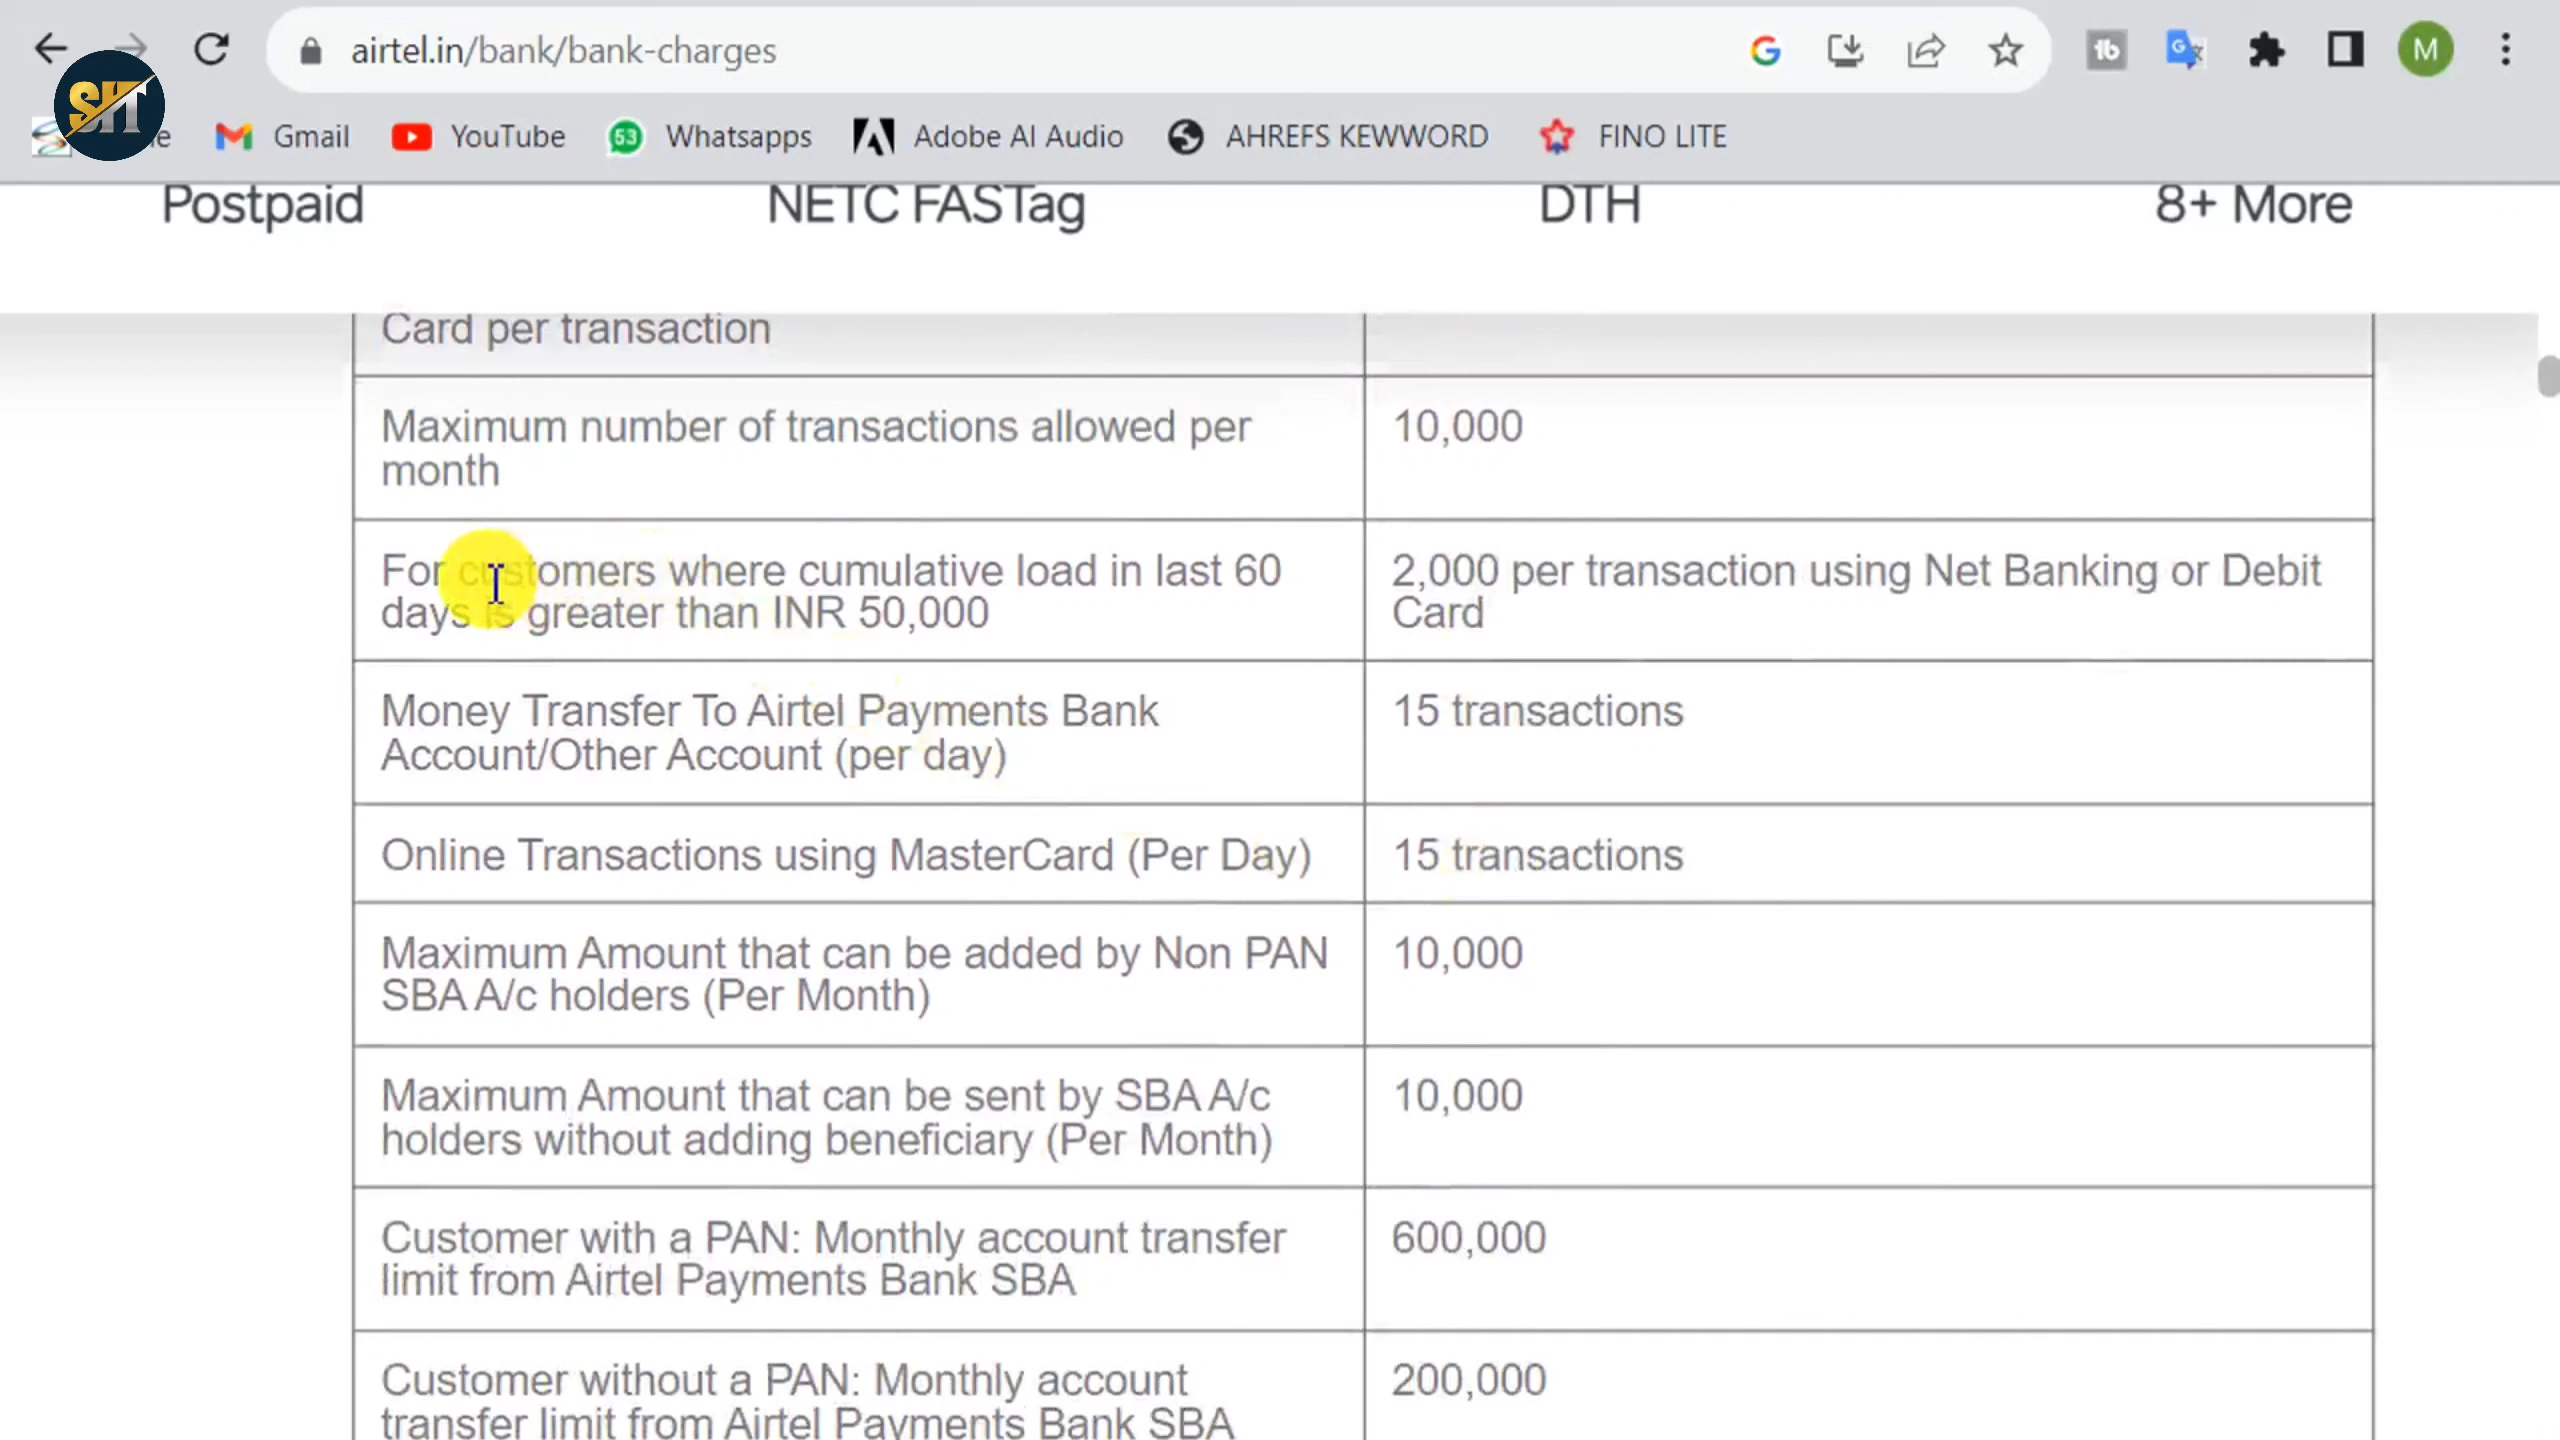 airtel.in/bank/bank-charges
M
SHT
Gmail
YouTube
53
Whatsapps
Adobe AI Audio
AHREFS KEWWORD
FINO LITE
Postpaid
NETC FASTag
DTH
8+ More
Card per transaction
Maximum number of transactions allowed per
month
10,000
For customers where cumulative load in last 60
days is greater than INR 50,000
2,000 per transaction using Net Banking or Debit
Card
Money Transfer To Airtel Payments Bank
Account/Other Account (per day)
15 transactions
Online Transactions using MasterCard (Per Day)
15 transactions
Maximum Amount that can be added by Non PAN
SBA A/c holders (Per Month)
10,000
Maximum Amount that can be sent by SBA A/c
holders without adding beneficiary (Per Month)
10,000
Customer with a PAN: Monthly account transfer
limit from Airtel Payments Bank SBA
600,000
Customer without a PAN: Monthly account
transfer limit from Airtel Payments Bank SBA
200,000